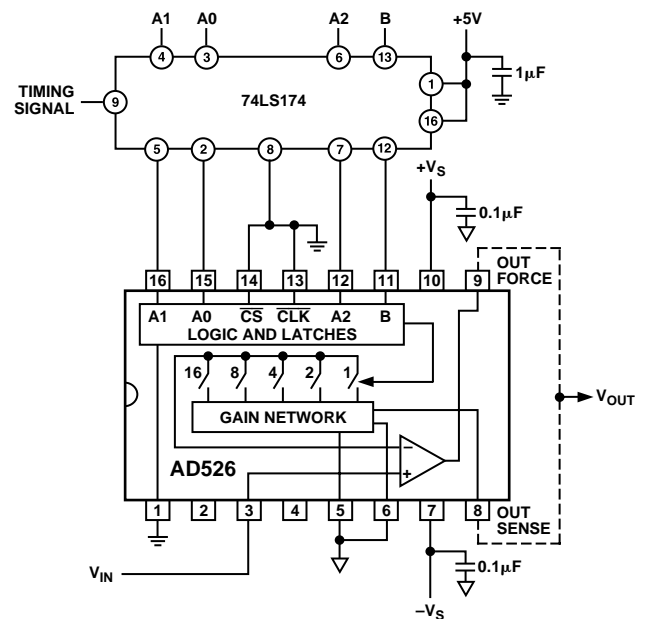 A1 A0 A2 B +5V
4 3 6 13
1µF
1
TIMING
SIGNAL
9
74LS174
16
5 2 8 7 12
+VS
0.1µF
OUT
FORCE
16 15 14 13 12 11 10 9
A1 A0 CS CLK A2 B
LOGIC AND LATCHES
16 8 4 2 1
VOUT
GAIN NETWORK
–
+
AD526
1 2 3 4 5 6 7 8
OUT
SENSE
VIN
0.1µF
–VS